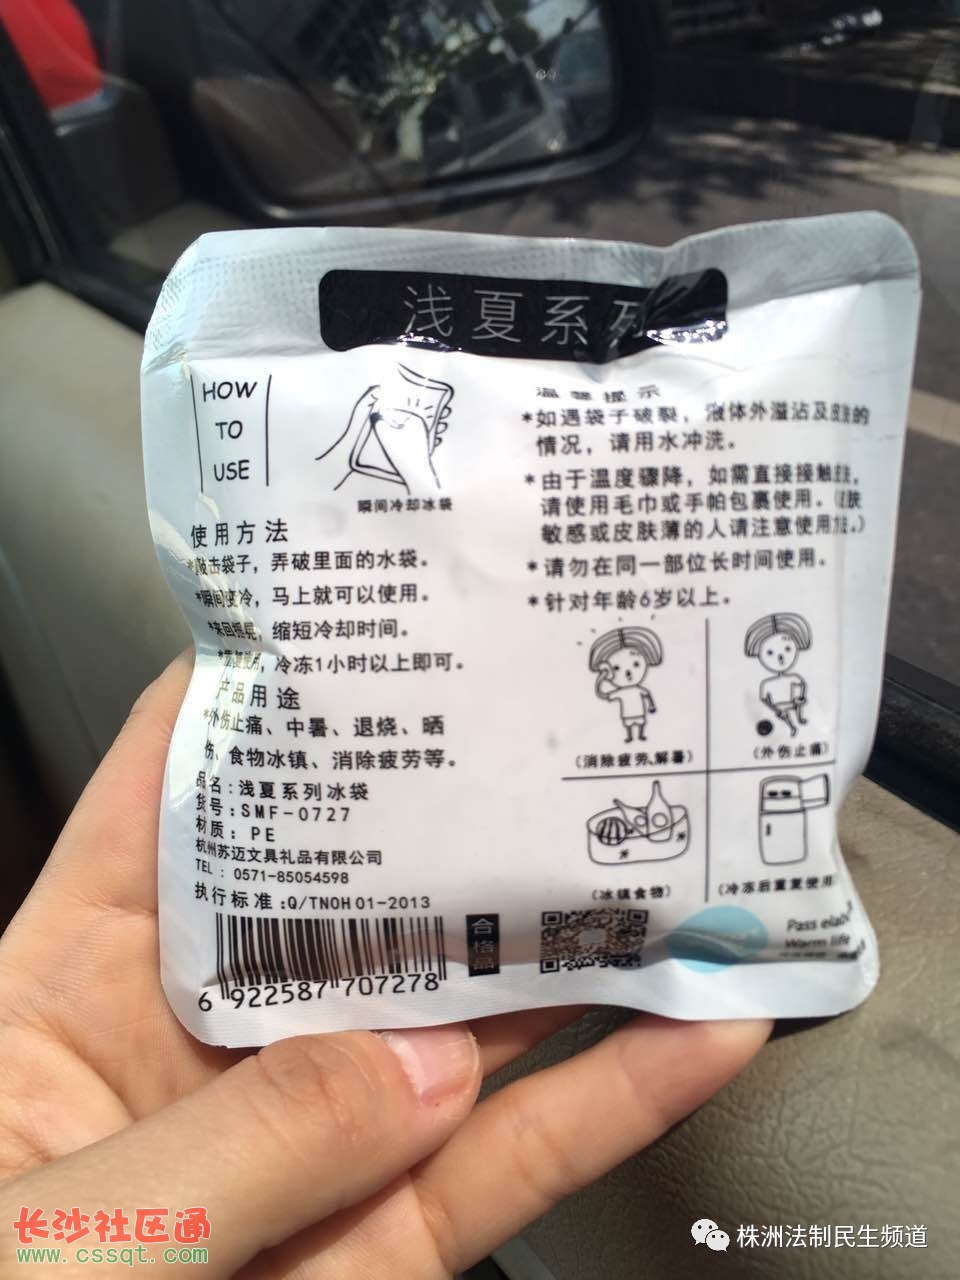 浅夏系列
HOW
TO
USE
瞬间冷却冰袋
使用方法
*敲击袋子，弄破里面的水袋。
*瞬间变冷，马上就可以使用。
*来回摇晃，缩短冷却时间。
*重复使用，冷冻1小时以上即可。
产品用途
*外伤止痛、中暑、退烧、晒
伤、食物冰镇、消除疲劳等。
品名：浅夏系列冰袋
货号：SMF-0727
材质：PE
杭州苏迈文具礼品有限公司
TEL：0571-85054598
执行标准：Q/TNOH 01-2013
6 922587 707278
合格品
温馨提示
*如遇袋子破裂，液体外溢沾及皮肤的
情况，请用水冲洗。
*由于温度骤降，如需直接接触皮肤，
请使用毛巾或手帕包裹使用。（皮肤
敏感或皮肤薄的人请注意使用方法。）
*请勿在同一部位长时间使用。
*针对年龄6岁以上。
（消除疲劳、解暑）
（外伤止痛）
（冰镇食物）
（冷冻后重复使用）
Pass
Warm life
长沙社区通
www.cssqt.com
株洲法制民生频道